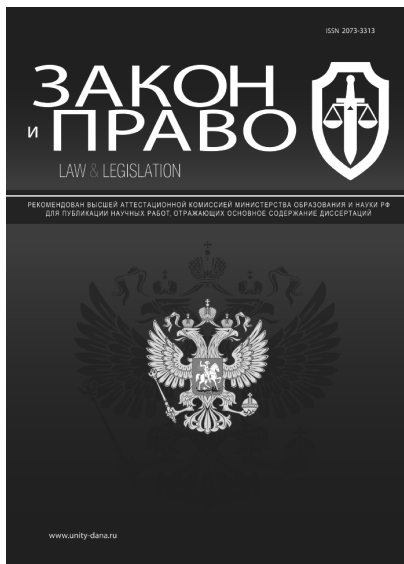 ISSN 2073-3313
ЗАКОН
и ПРАВО
LAW & LEGISLATION
РЕКОМЕНДОВАН ВЫСШЕЙ АТТЕСТАЦИОННОЙ КОМИССИЕЙ МИНИСТЕРСТВА ОБРАЗОВАНИЯ И НАУКИ РФ
ДЛЯ ПУБЛИКАЦИИ НАУЧНЫХ РАБОТ, ОТРАЖАЮЩИХ ОСНОВНОЕ СОДЕРЖАНИЕ ДИССЕРТАЦИЙ
www.unity-dana.ru